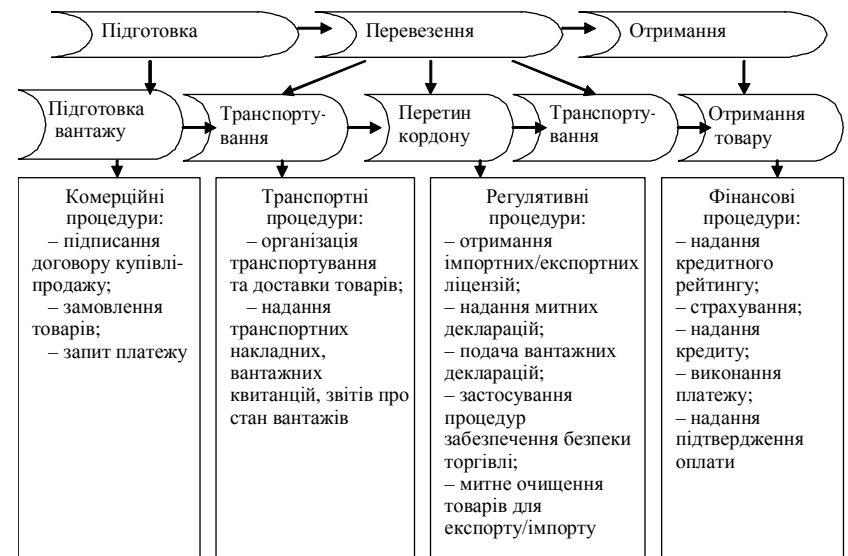 Підготовка
Перевезення
Отримання
Підготовка
вантажу
Транспорту-
вання
Перетин
кордону
Транспорту-
вання
Отримання
товару
Комерційні
процедури:
– підписання
договору купівлі-
продажу;
– замовлення
товарів;
– запит платежу
Транспортні
процедури:
– організація
транспортування
та доставки товарів;
– надання
транспортних
накладних,
вантажних
квитанцій, звітів про
стан вантажів
Регулятивні
процедури:
– отримання
імпортних/експортних
ліцензій;
– надання митних
декларацій;
– подача вантажних
декларацій;
– застосування
процедур
забезпечення безпеки
торгівлі;
– митне очищення
товарів для
експорту/імпорту
Фінансові
процедури:
– надання
кредитного
рейтингу;
– страхування;
– надання
кредиту;
– виконання
платежу;
– надання
підтвердження
оплати